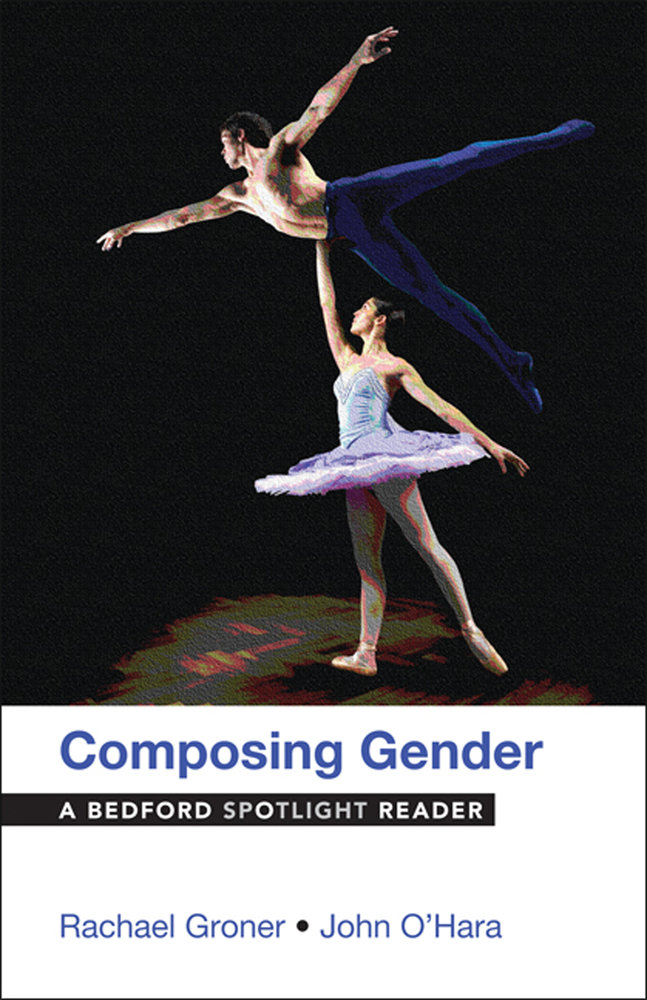 Composing Gender
A BEDFORD SPOTLIGHT READER
Rachael Groner • John O’Hara